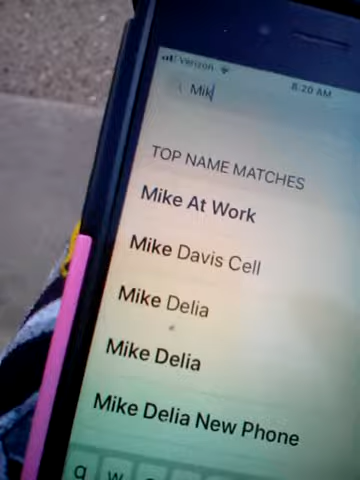 Verizon 8:20 AM
Mik
TOP NAME MATCHES
Mike At Work
Mike Davis Cell
Mike Delia
Mike Delia
Mike Delia New Phone
q w